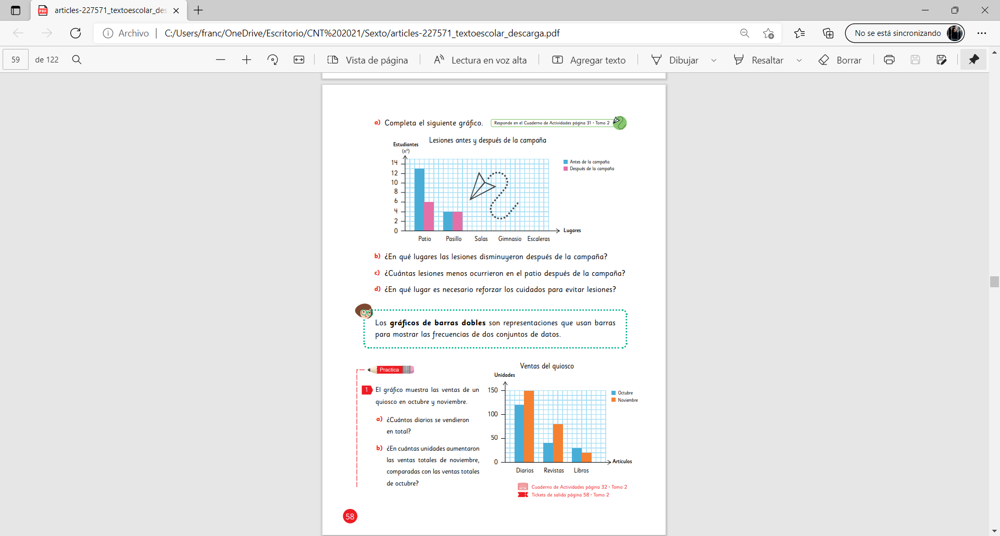 articles-227571_textoescolar_des
Archivo
C:/Users/franc/OneDrive/Escritorio/CNT%202021/Sexto/articles-227571_textoescolar_descarga.pdf
No se está sincronizando
59 de 122
Vista de página
Lectura en voz alta
Agregar texto
Dibujar
Resaltar
Borrar
a) Completa el siguiente gráfico.
Responde en el Cuaderno de Actividades página 31 • Tomo 2
Lesiones antes y después de la campaña
Estudiantes
(nº)
14
12
10
8
6
4
2
0
Antes de la campaña
Después de la campaña
Lugares
Patio Pasillo Salas Gimnasio Escaleras
b) ¿En qué lugares las lesiones disminuyeron después de la campaña?
c) ¿Cuántas lesiones menos ocurrieron en el patio después de la campaña?
d) ¿En qué lugar es necesario reforzar los cuidados para evitar lesiones?
Los gráficos de barras dobles son representaciones que usan barras
para mostrar las frecuencias de dos conjuntos de datos.
Practica
1 El gráfico muestra las ventas de un
quiosco en octubre y noviembre.
a) ¿Cuántos diarios se vendieron
en total?
b) ¿En cuántas unidades aumentaron
las ventas totales de noviembre,
comparadas con las ventas totales
de octubre?
Ventas del quiosco
Unidades
150
100
50
0
Octubre
Noviembre
Artículos
Diarios Revistas Libros
Cuaderno de Actividades página 32 • Tomo 2
Tickets de salida página 58 • Tomo 2
58